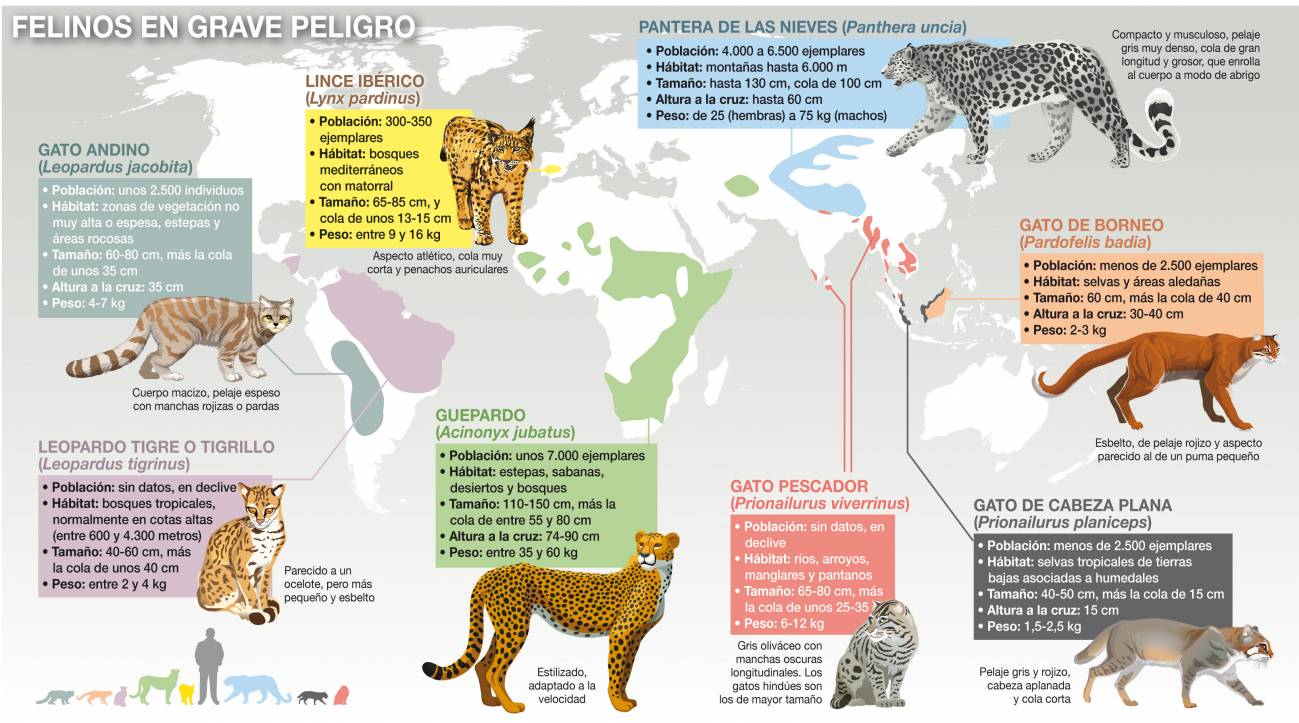 FELINOS EN GRAVE PELIGRO
PANTERA DE LAS NIEVES (Panthera uncia)
• Población: 4.000 a 6.500 ejemplares
• Hábitat: montañas hasta 6.000 m
• Tamaño: hasta 130 cm, cola de 100 cm
• Altura a la cruz: hasta 60 cm
• Peso: de 25 (hembras) a 75 kg (machos)
Compacto y musculoso, pelaje
gris muy denso, cola de gran
longitud y grosor, que enrolla
al cuerpo a modo de abrigo
LINCE IBÉRICO
(Lynx pardinus)
• Población: 300-350
ejemplares
• Hábitat: bosques
mediterráneos
con matorral
• Tamaño: 65-85 cm, y
cola de unos 13-15 cm
• Peso: entre 9 y 16 kg
Aspecto atlético, cola muy
corta y penachos auriculares
GATO ANDINO
(Leopardus jacobita)
• Población: unos 2.500 individuos
• Hábitat: zonas de vegetación no
muy alta o espesa, estepas y
áreas rocosas
• Tamaño: 60-80 cm, más la cola
de unos 35 cm
• Altura a la cruz: 35 cm
• Peso: 4-7 kg
Cuerpo macizo, pelaje espeso
con manchas rojizas o pardas
GATO DE BORNEO
(Pardofelis badia)
• Población: menos de 2.500 ejemplares
• Hábitat: selvas y áreas aledañas
• Tamaño: 60 cm, más la cola de 40 cm
• Altura a la cruz: 30-40 cm
• Peso: 2-3 kg
Esbelto, de pelaje rojizo y aspecto
parecido al de un puma pequeño
LEOPARDO TIGRE O TIGRILLO
(Leopardus tigrinus)
• Población: sin datos, en declive
• Hábitat: bosques tropicales,
normalmente en cotas altas
(entre 600 y 4.300 metros)
• Tamaño: 40-60 cm, más
la cola de unos 40 cm
• Peso: entre 2 y 4 kg
Parecido a un
ocelote, pero más
pequeño y esbelto
GUEPARDO
(Acinonyx jubatus)
• Población: unos 7.000 ejemplares
• Hábitat: estepas, sabanas,
desiertos y bosques
• Tamaño: 110-150 cm, más la
cola de entre 55 y 80 cm
• Altura a la cruz: 74-90 cm
• Peso: entre 35 y 60 kg
Estilizado,
adaptado a la
velocidad
GATO PESCADOR
(Prionailurus viverrinus)
• Población: sin datos, en
declive
• Hábitat: ríos, arroyos,
manglares y pantanos
• Tamaño: 65-80 cm, más
la cola de unos 25-35
• Peso: 6-12 kg
Gris oliváceo con
manchas oscuras
longitudinales. Los
gatos hindúes son
los de mayor tamaño
GATO DE CABEZA PLANA
(Prionailurus planiceps)
• Población: menos de 2.500 ejemplares
• Hábitat: selvas tropicales de tierras
bajas asociadas a humedales
• Tamaño: 40-50 cm, más la cola de 15 cm
• Altura a la cruz: 15 cm
• Peso: 1,5-2,5 kg
Pelaje gris y rojizo,
cabeza aplanada
y cola corta